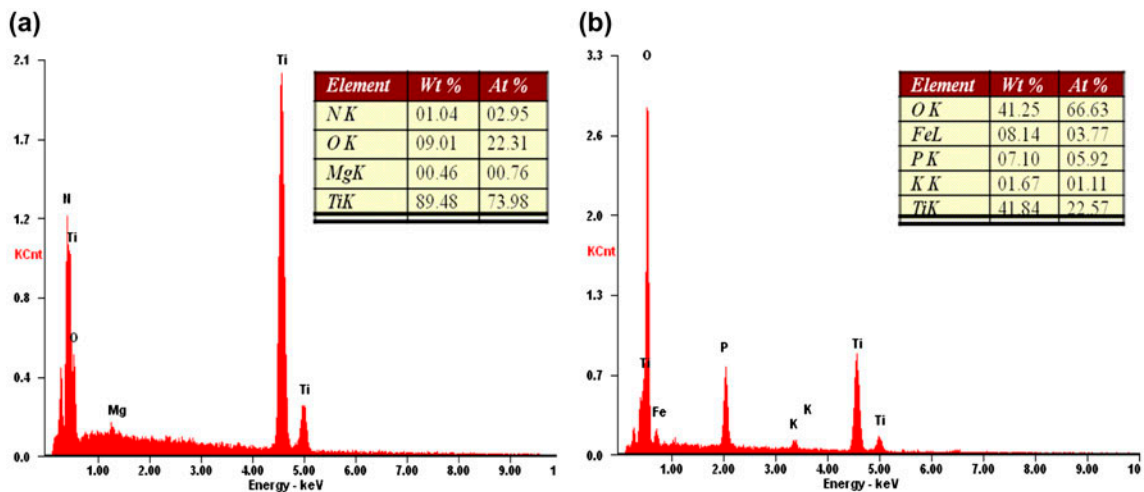 (a)
2.1
1.7
1.2
KCnt
0.8
0.4
0.0
N
Ti
O
Mg
Ti
Ti
1.00 2.00 3.00 4.00 5.00 6.00 7.00 8.00 9.00 1
Energy - keV
Element Wt % At %
N K 01.04 02.95
O K 09.01 22.31
MgK 00.46 00.76
TiK 89.48 73.98
(b)
3.3
2.6
2.0
KCnt
1.3
0.7
0.0
O
Ti
Fe
P
K
K
Ti
Ti
1.00 2.00 3.00 4.00 5.00 6.00 7.00 8.00 9.00 10
Energy - keV
Element Wt % At %
O K 41.25 66.63
FeL 08.14 03.77
P K 07.10 05.92
K K 01.67 01.11
TiK 41.84 22.57